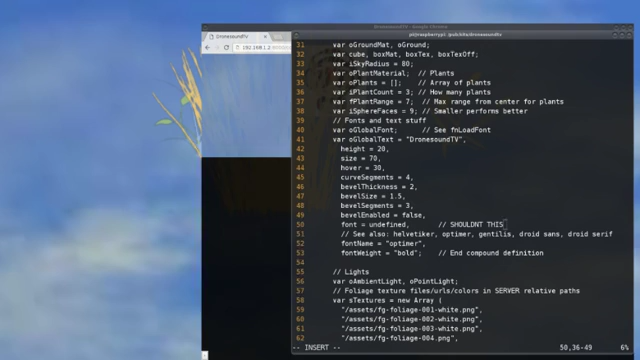 DronesoundTV - Google Chrome
DronesoundTV
192.168.1.2
31 var oGroundMat, oGround;
32 var cube, boxMat, boxTex, boxTexOff;
33 var iSkyRadius = 80;
34 var oPlantMaterial; // Plants
35 var oPlants = []; // Array of plants
36 var iPlantCount = 3; // How many plants
37 var fPlantRange = 7; // Max range from center for plants
38 var iSphereFaces = 9; // Smaller performs better
39 // Fonts and text stuff
40 var oGlobalFont; // See fnLoadFont
41 var oGlobalText = "DronesoundTV",
42 height = 20,
43 size = 70,
44 hover = 30,
45 curveSegments = 4,
46 bevelThickness = 2,
47 bevelSize = 1.5,
48 bevelSegments = 3,
49 bevelEnabled = false,
50 font = undefined, // SHOULDNT THIS
51 // See also: helvetiker, optimer, gentilis, droid sans, droid serif
52 fontName = "optimer",
53 fontWeight = "bold"; // End compound definition
54
55 // Lights
56 var oAmbientLight, oPointLight;
57 // Foliage texture files/urls/colors in SERVER relative paths
58 var sTextures = new Array (
59 "/assets/fg-foliage-001-white.png",
60 "/assets/fg-foliage-002-white.png",
61 "/assets/fg-foliage-003-white.png",
62 "/assets/fg-foliage-004.png",
-- INSERT -- 50,36-49 6%